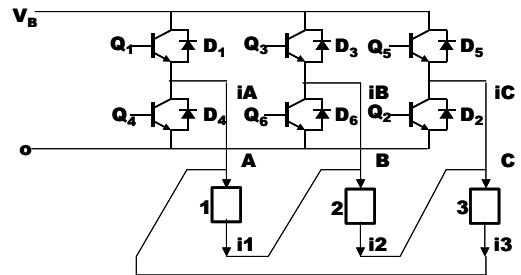 V_B
Q₁ D₁ Q₃ D₃ Q₅ D₅
iA iB iC
Q₄ D₄ Q₆ D₆ Q₂ D₂
o
A B C
1 2 3
i1 i2 i3